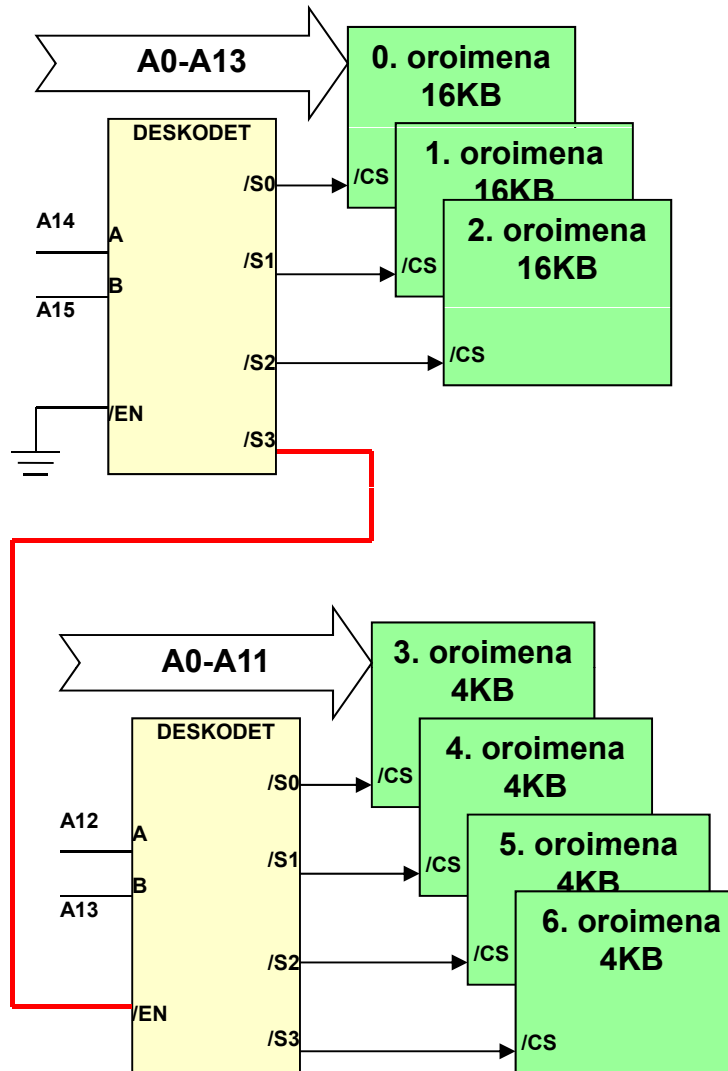 A0-A13
0. oroimena
16KB
DESKODET
/S0
/CS
1. oroimena
16KB
A14
A
/S1
/CS
2. oroimena
16KB
B
A15
/S2
/CS
/EN
/S3
A0-A11
3. oroimena
4KB
DESKODET
/S0
/CS
4. oroimena
4KB
A12
A
/S1
/CS
5. oroimena
4KB
B
A13
/S2
/CS
6. oroimena
4KB
/EN
/S3
/CS